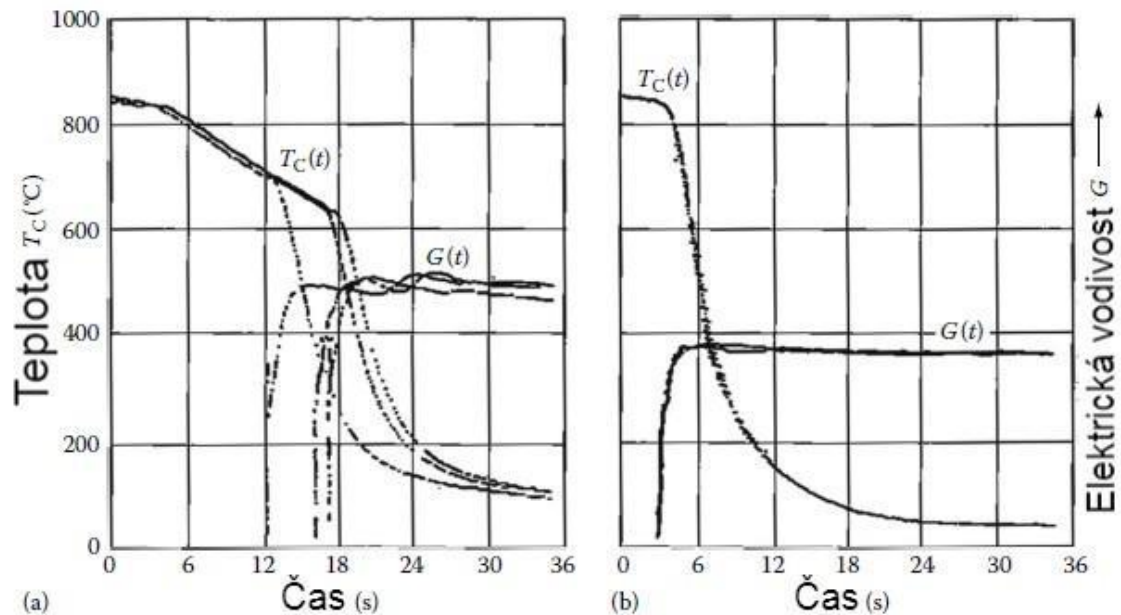 1000
800
600
400
200
0
Teplota T_C (°C)
T_C(t)
G(t)
0 6 12 18 24 30 36
(a) Čas (s)
T_C(t)
G(t)
0 6 12 18 24 30 36
(b) Čas (s)
Elektrická vodivost G